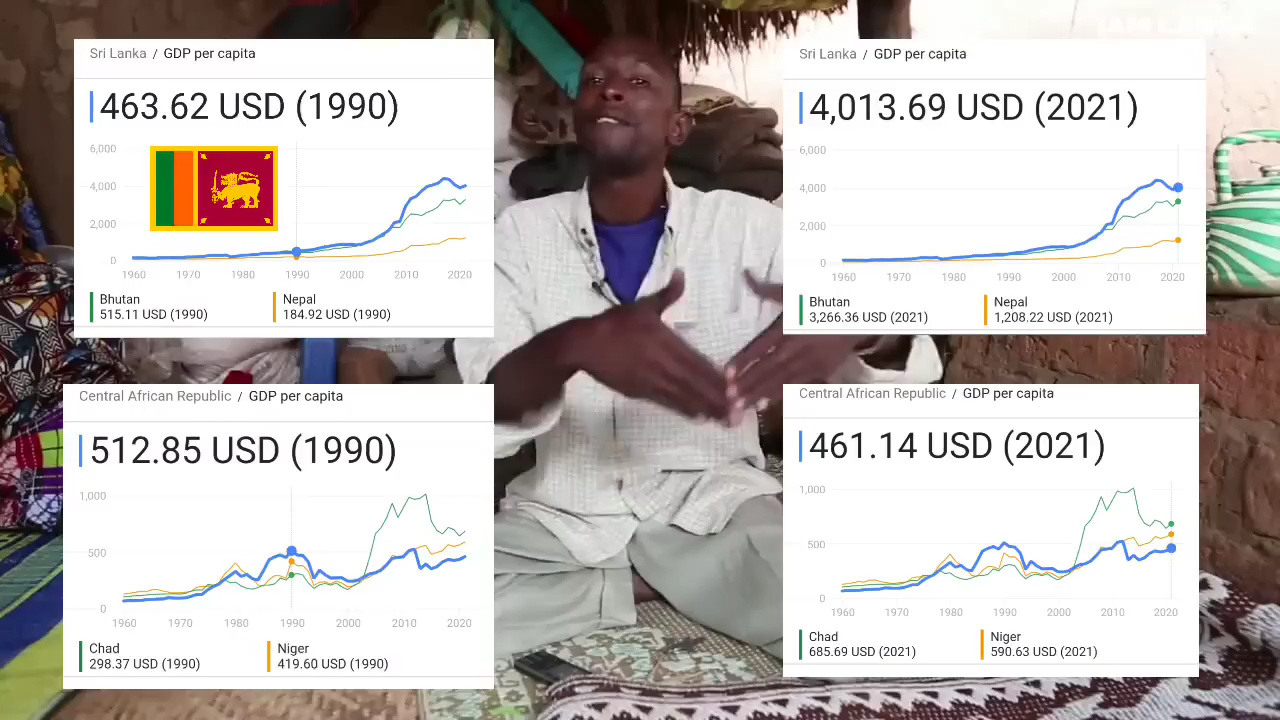 Sri Lanka / GDP per capita
463.62 USD (1990)
6,000
4,000
2,000
0
1960 1970 1980 1990 2000 2010 2020
Bhutan
515.11 USD (1990)
Nepal
184.92 USD (1990)
Sri Lanka / GDP per capita
4,013.69 USD (2021)
6,000
4,000
2,000
0
1960 1970 1980 1990 2000 2010 2020
Bhutan
3,266.36 USD (2021)
Nepal
1,208.22 USD (2021)
Central African Republic / GDP per capita
512.85 USD (1990)
1,000
500
0
1960 1970 1980 1990 2000 2010 2020
Chad
298.37 USD (1990)
Niger
419.60 USD (1990)
Central African Republic / GDP per capita
461.14 USD (2021)
1,000
500
0
1960 1970 1980 1990 2000 2010 2020
Chad
685.69 USD (2021)
Niger
590.63 USD (2021)